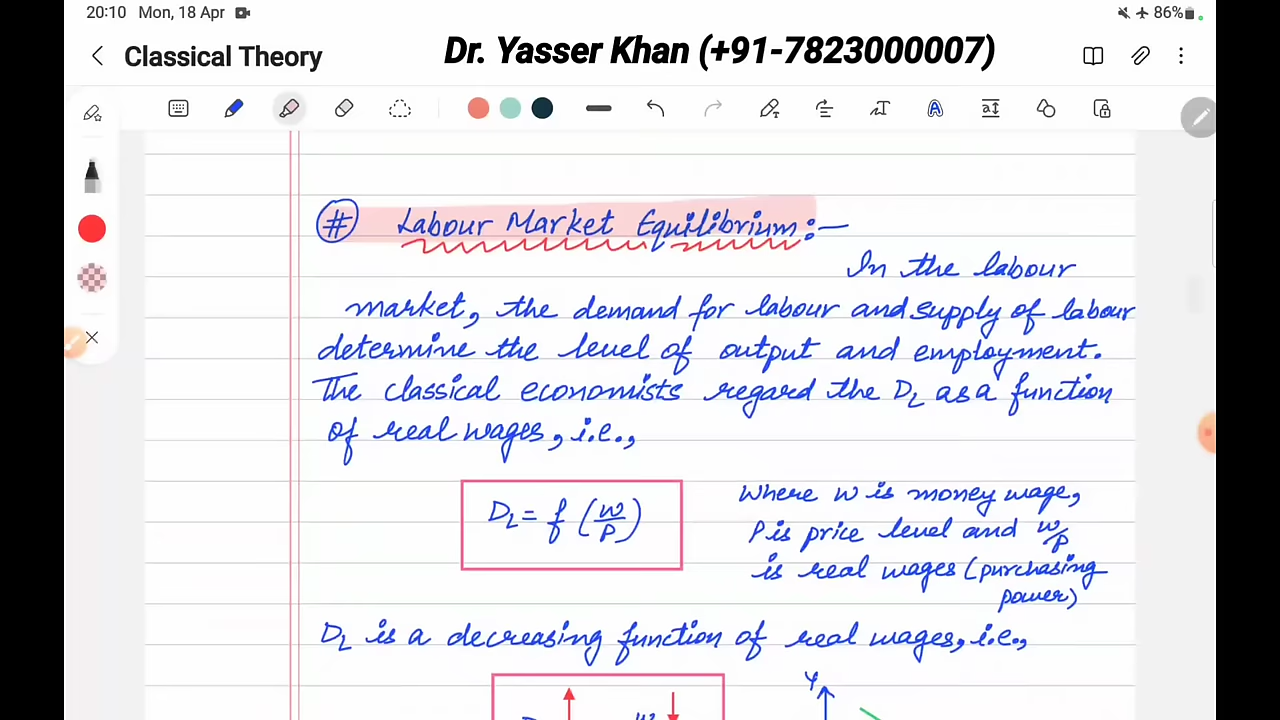 20:10 Mon, 18 Apr
86%
Classical Theory
Dr. Yasser Khan (+91-7823000007)
# Labour Market Equilibrium:—
In the labour
market, the demand for labour and supply of labour
determine the level of output and employment.
The classical economists regard the DL as a function
of real wages, i.e.,
DL = f (w/p)
Where w is money wage,
P is price level and w/p
is real wages (purchasing
power)
DL is a decreasing function of real wages, i.e.,
Y